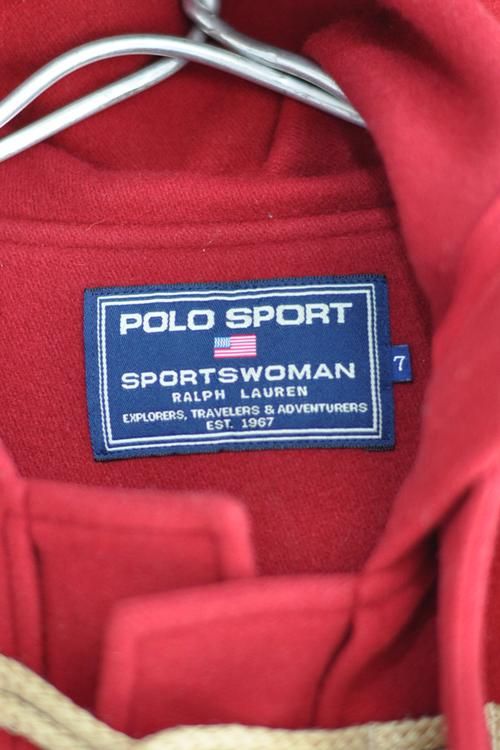 POLO SPORT
SPORTSWOMAN
RALPH LAUREN
EXPLORERS, TRAVELERS & ADVENTURERS
EST. 1967
7